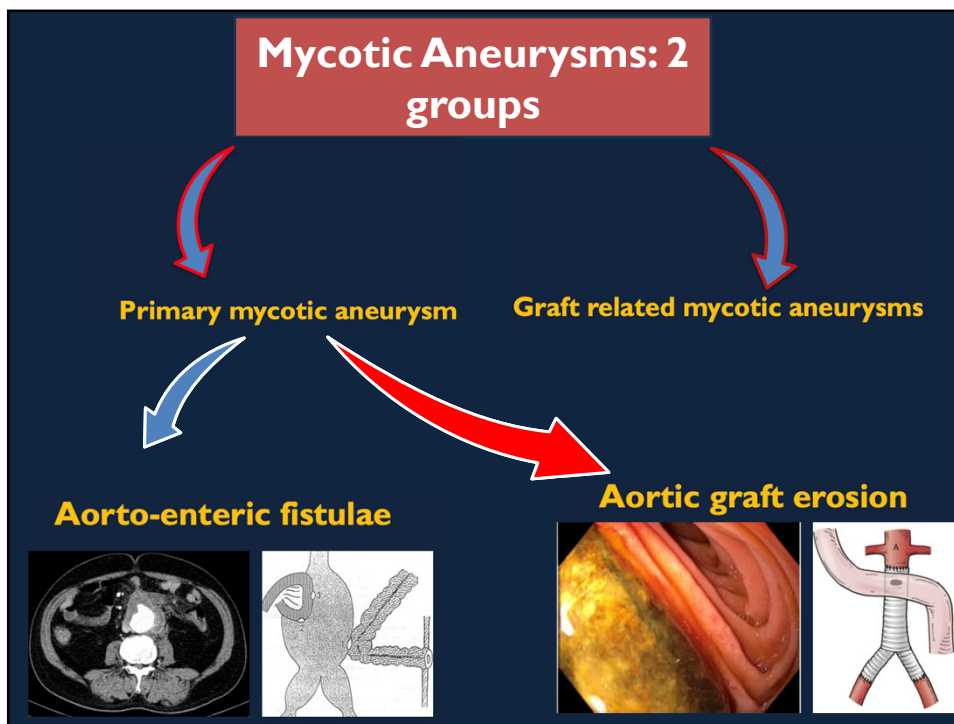 Mycotic Aneurysms: 2
groups
Primary mycotic aneurysm
Graft related mycotic aneurysms
Aorto-enteric fistulae
Aortic graft erosion
A